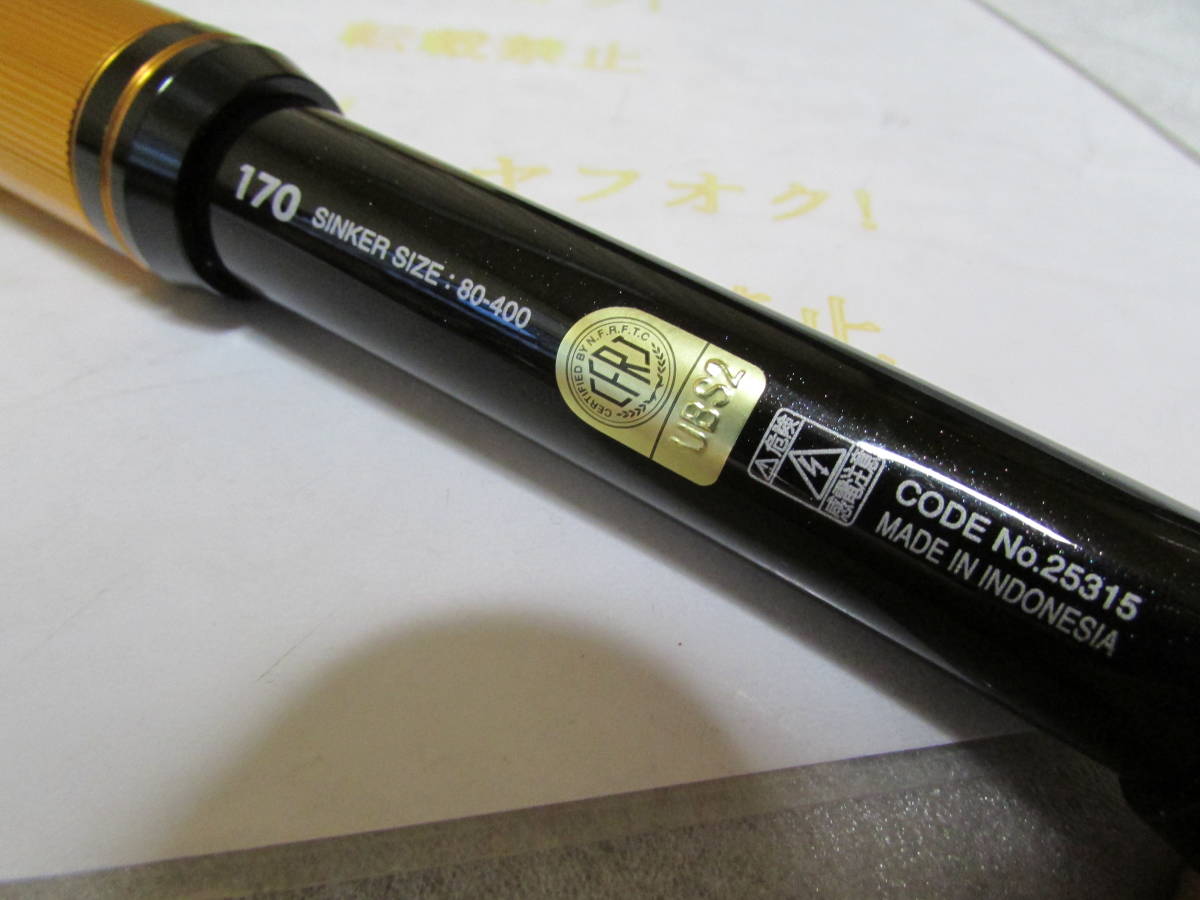 転載禁止
ヤフオク!
170 SINKER SIZE : 80-400
CERTIFIED BY N.F.R.F.T.C
CFRJ
UBS2
⚠危険
感電注意
CODE No.25315
MADE IN INDONESIA